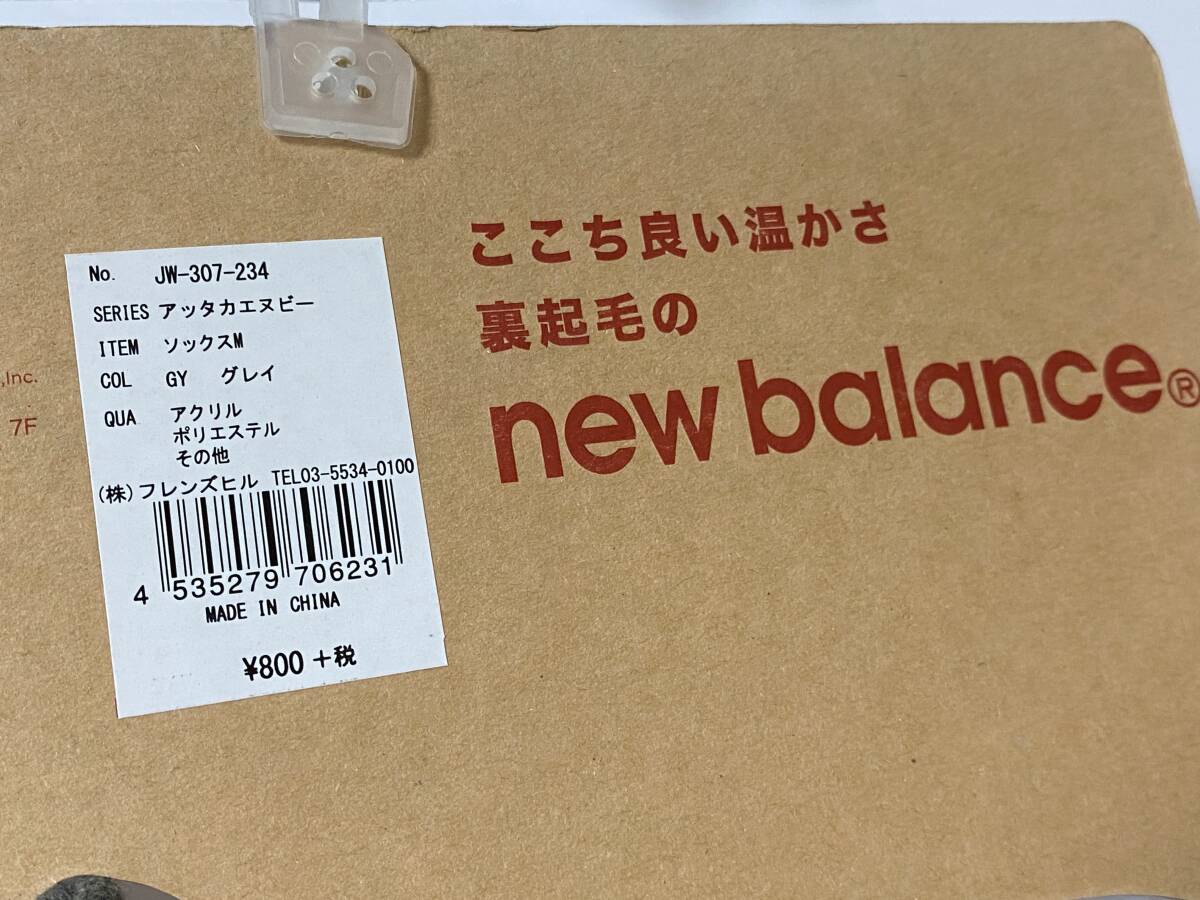 No. JW-307-234
SERIES アッタカエヌビー
ITEM ソックスM
COL GY グレイ
QUA アクリル
ポリエステル
その他
(株)フレンズヒル TEL03-5534-0100
4 535279 706231
MADE IN CHINA
¥800 +税
,Inc.
7F
ここち良い温かさ
裏起毛の
new balance®